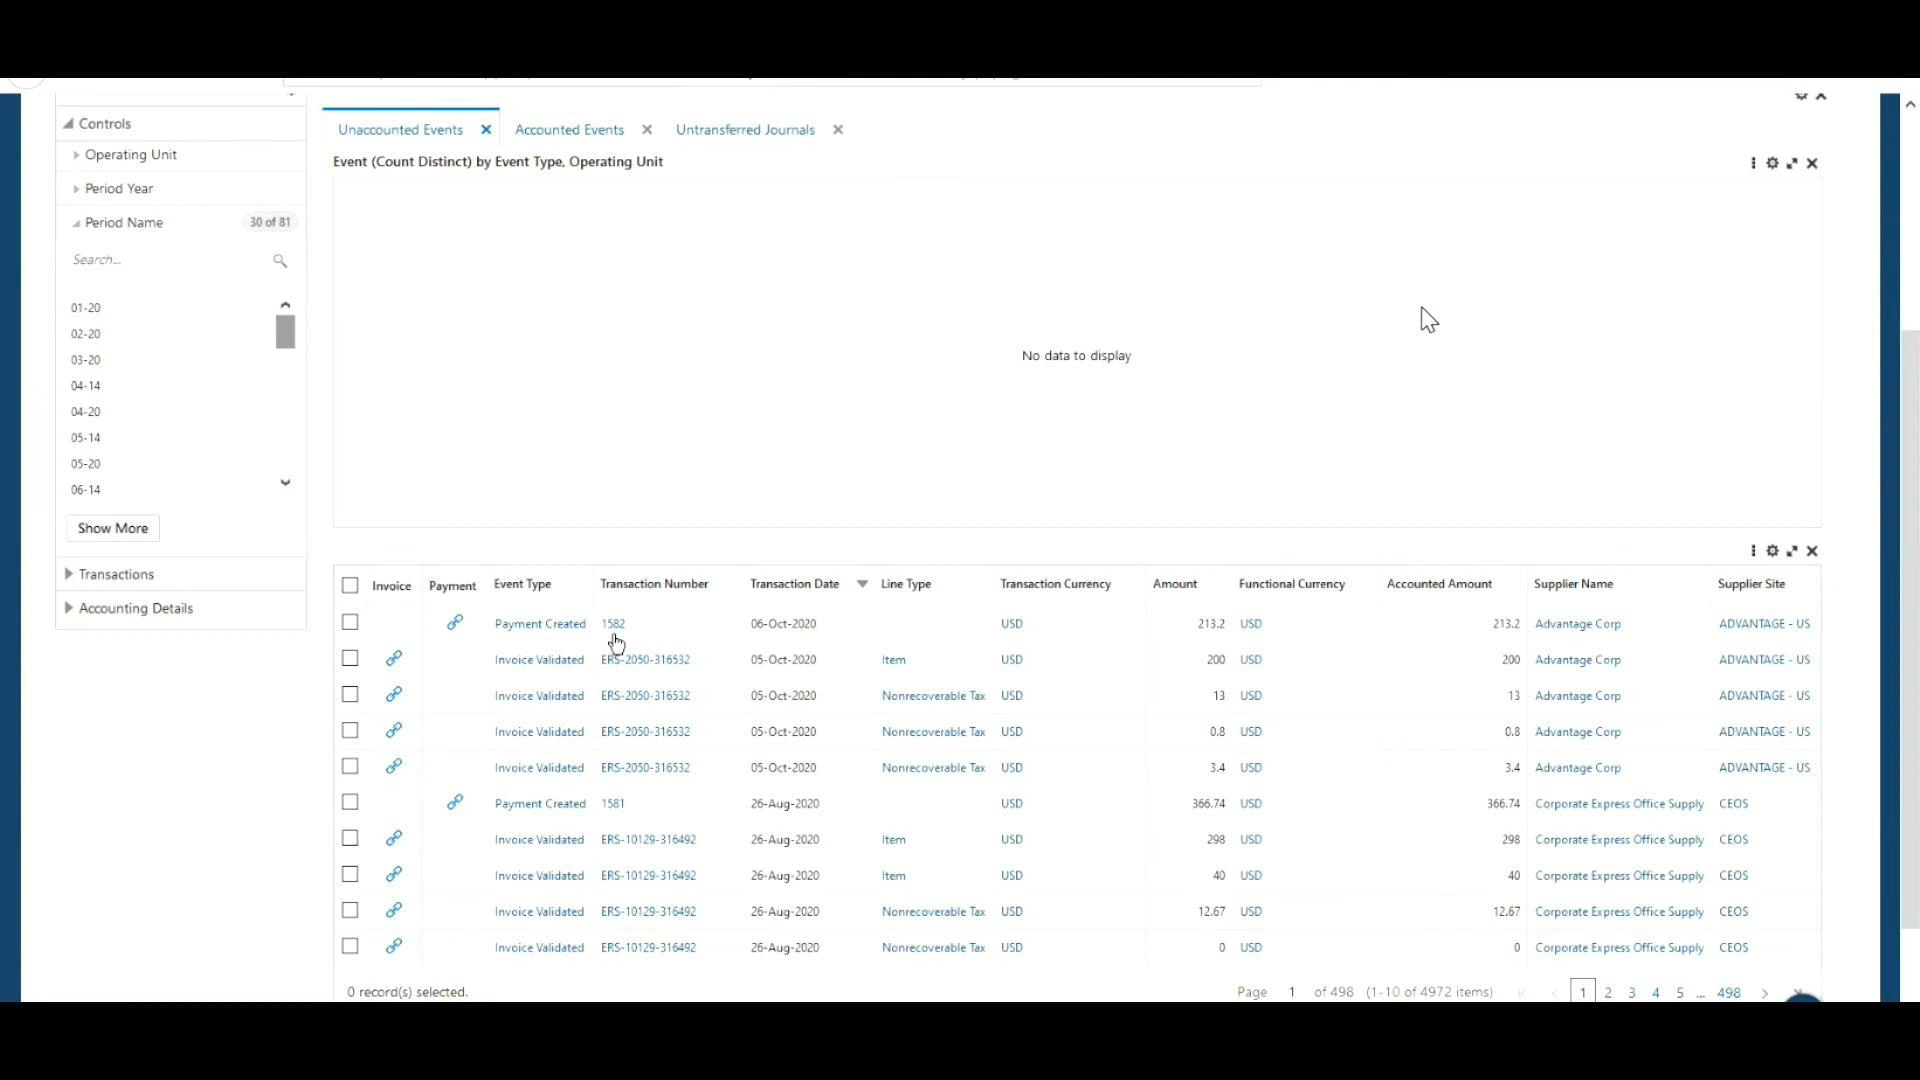 Controls
Operating Unit
Period Year
Period Name 30 of 81
Search...
01-20
02-20
03-20
04-14
04-20
05-14
05-20
06-14
Show More
Transactions
Accounting Details
Unaccounted Events Accounted Events Untransferred Journals
Event (Count Distinct) by Event Type, Operating Unit
No data to display
Invoice Payment Event Type Transaction Number Transaction Date Line Type Transaction Currency Amount Functional Currency Accounted Amount Supplier Name Supplier Site
Payment Created 1582 06-Oct-2020 USD 213.2 USD 213.2 Advantage Corp ADVANTAGE - US
Invoice Validated ERS-2050-316532 05-Oct-2020 Item USD 200 USD 200 Advantage Corp ADVANTAGE - US
Invoice Validated ERS-2050-316532 05-Oct-2020 Nonrecoverable Tax USD 13 USD 13 Advantage Corp ADVANTAGE - US
Invoice Validated ERS-2050-316532 05-Oct-2020 Nonrecoverable Tax USD 0.8 USD 0.8 Advantage Corp ADVANTAGE - US
Invoice Validated ERS-2050-316532 05-Oct-2020 Nonrecoverable Tax USD 3.4 USD 3.4 Advantage Corp ADVANTAGE - US
Payment Created 1581 26-Aug-2020 USD 366.74 USD 366.74 Corporate Express Office Supply CEOS
Invoice Validated ERS-10129-316492 26-Aug-2020 Item USD 298 USD 298 Corporate Express Office Supply CEOS
Invoice Validated ERS-10129-316492 26-Aug-2020 Item USD 40 USD 40 Corporate Express Office Supply CEOS
Invoice Validated ERS-10129-316492 26-Aug-2020 Nonrecoverable Tax USD 12.67 USD 12.67 Corporate Express Office Supply CEOS
Invoice Validated ERS-10129-316492 26-Aug-2020 Nonrecoverable Tax USD 0 USD 0 Corporate Express Office Supply CEOS
0 record(s) selected. Page 1 of 498 (1-10 of 4972 items) 1 2 3 4 5 ... 498